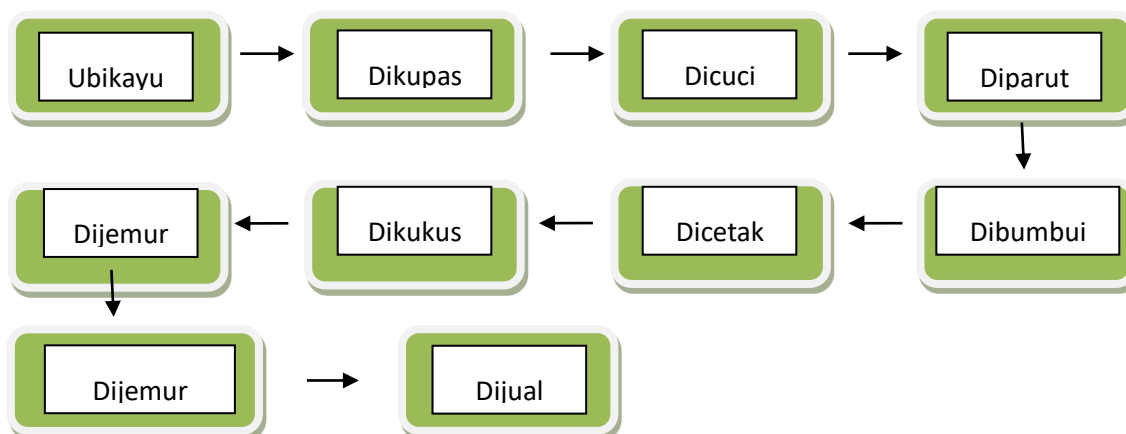 Ubikayu
Dikupas
Dicuci
Diparut
Dijemur
Dikukus
Dicetak
Dibumbui
Dijemur
Dijual